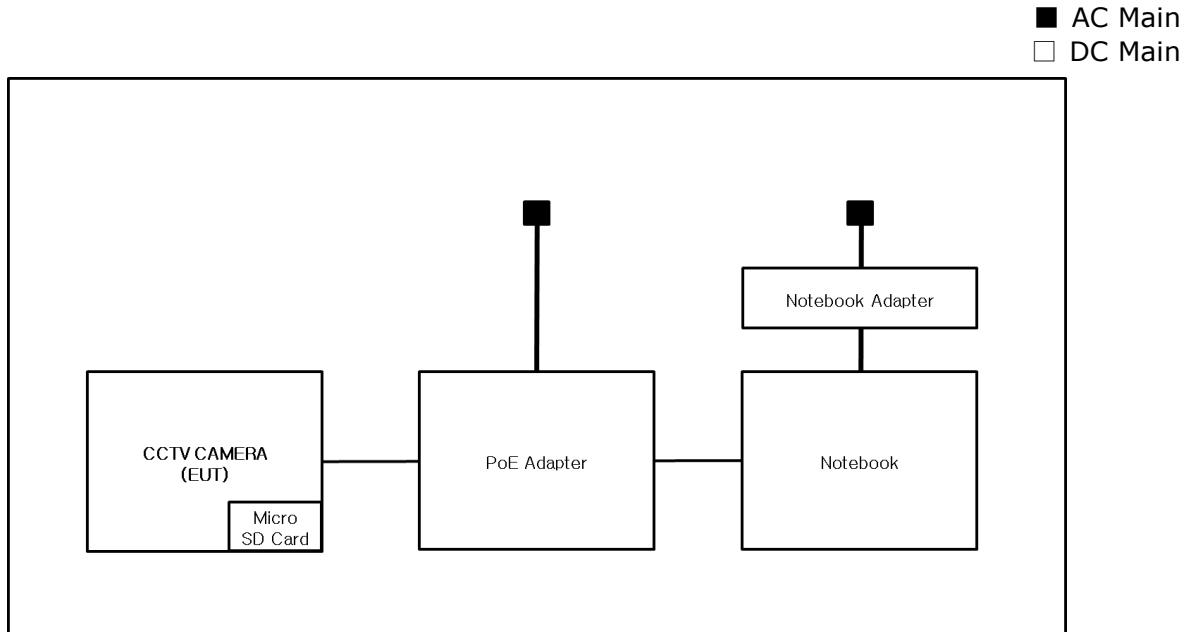 ■ AC Main
□ DC Main
Notebook Adapter
CCTV CAMERA
(EUT)
PoE Adapter
Notebook
Micro
SD Card